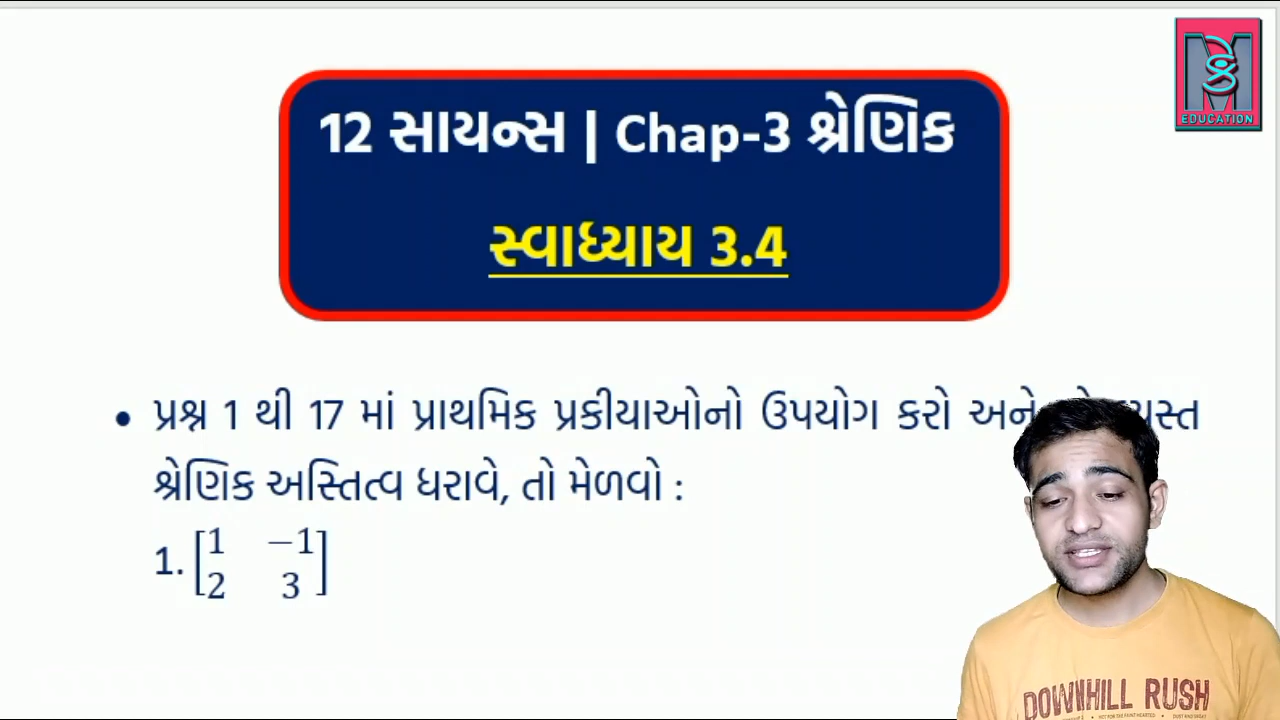 12 સાયન્સ | Chap-3 શ્રેણિક
સ્વાધ્યાય 3.4
EDUCATION
• પ્રશ્ન 1 થી 17 માં પ્રાથમિક પ્રકીયાઓનો ઉપયોગ કરો અને
શ્રેણિક અસ્તિત્વ ધરાવે, તો મેળવો :
1. [1 −1
2 3]
DOWNHILL RUSH